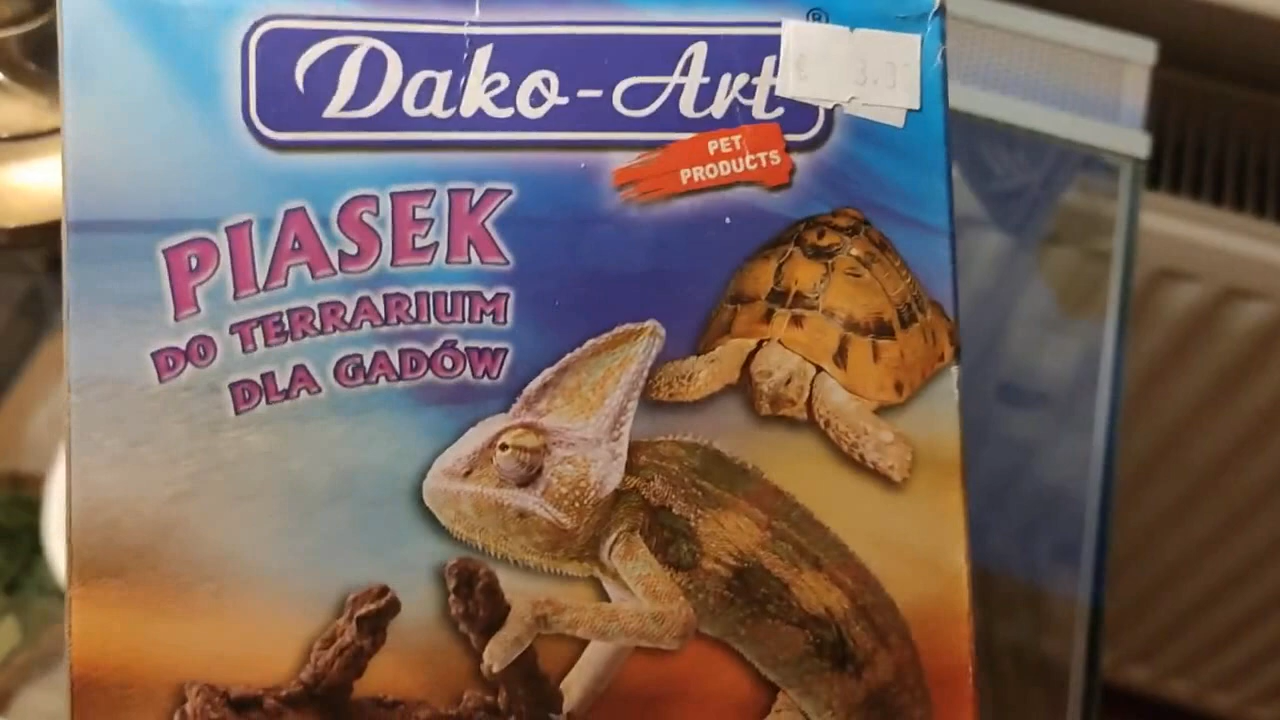 Dako-Art®
PET
PRODUCTS
PIASEK
DO TERRARIUM
DLA GADÓW